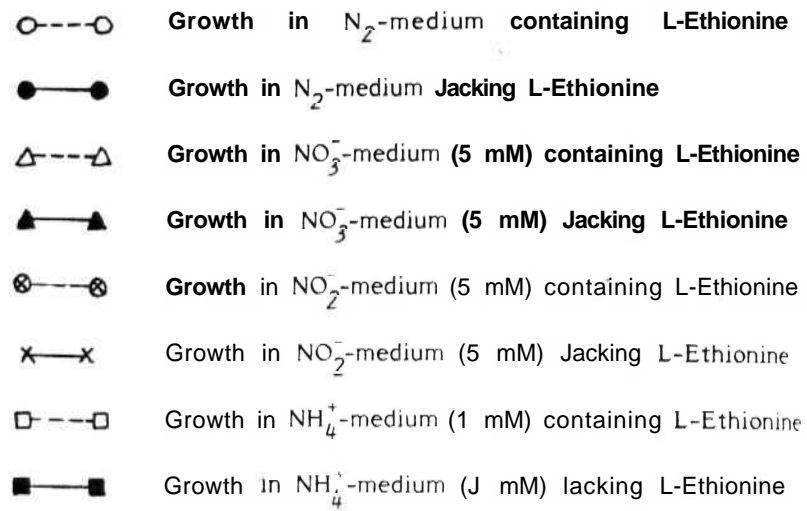 Growth in N₂-medium containing L-Ethionine
Growth in N₂-medium Jacking L-Ethionine
Growth in NO₃⁻-medium (5 mM) containing L-Ethionine
Growth in NO₃⁻-medium (5 mM) Jacking L-Ethionine
Growth in NO₂⁻-medium (5 mM) containing L-Ethionine
Growth in NO₂⁻-medium (5 mM) Jacking L-Ethionine
Growth in NH₄⁺-medium (1 mM) containing L-Ethionine
Growth in NH₄⁺-medium (J mM) lacking L-Ethionine